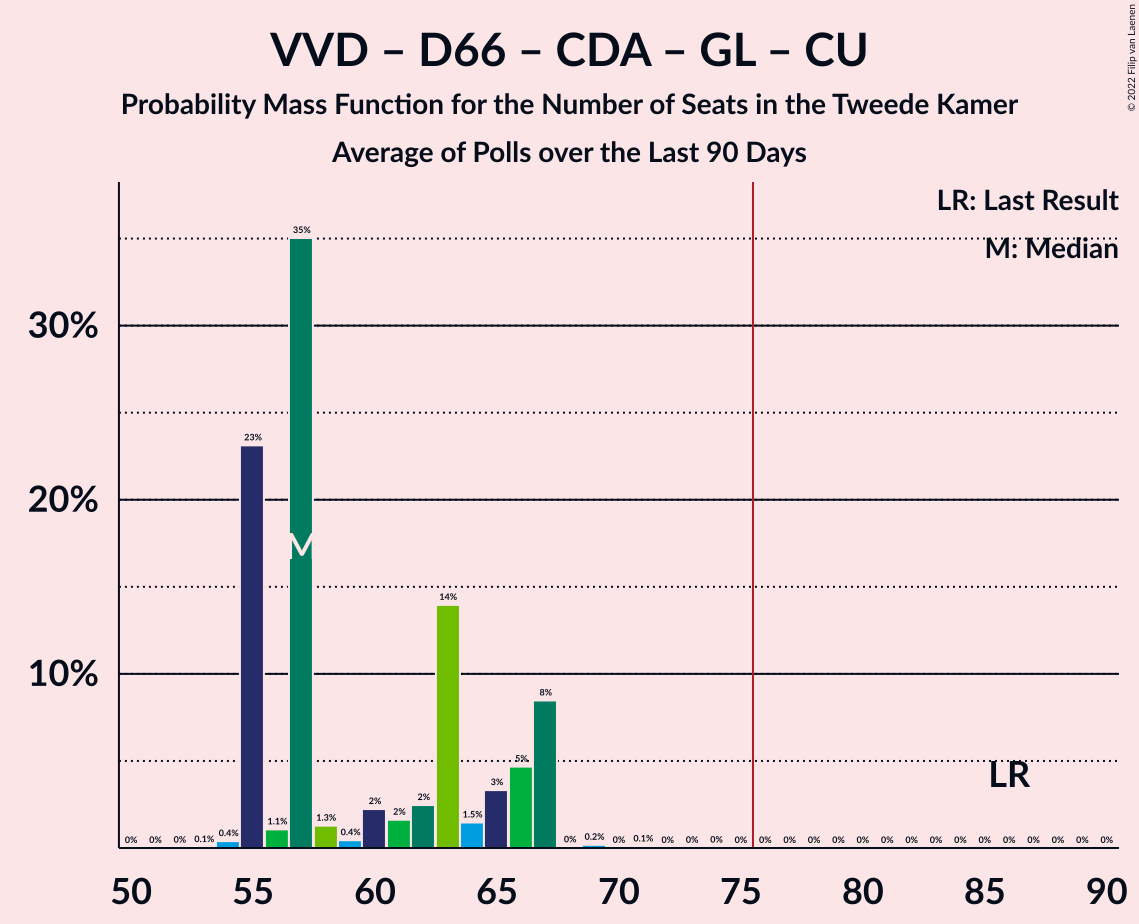 VVD – D66 – CDA – GL – CU
Probability Mass Function for the Number of Seats in the Tweede Kamer
Average of Polls over the Last 90 Days
© 2022 Filip van Laenen
LR: Last Result
M: Median
30%
20%
10%
0% 0% 0% 0.1% 0.4% 23% 1.1% 35% 1.3% 0.4% 2% 2% 2% 14% 1.5% 3% 5% 8% 0% 0.2% 0% 0.1% 0% 0% 0% 0% 0% 0% 0% 0% 0% 0% 0% 0% 0% 0% 0% 0% 0% 0% 0%
M
LR
50 55 60 65 70 75 80 85 90